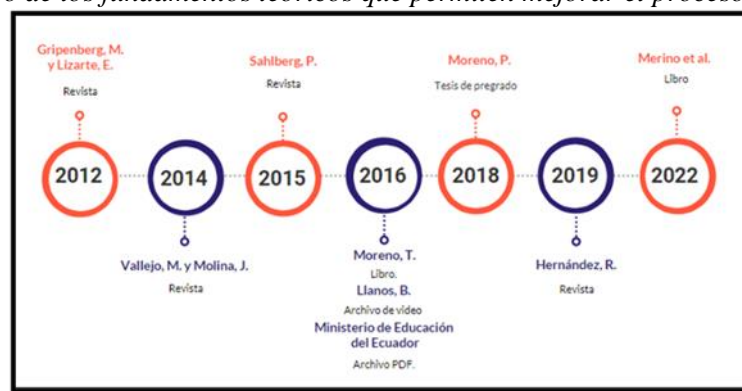 o de los fundamentos teóricos que permiten mejorar el proceso
Gripenberg, M.
y Lizarte, E.
Revista
Sahlberg, P.
Revista
Moreno, P.
Tesis de pregrado
Merino et al.
Libro
2012
2014
2015
2016
2018
2019
2022
Vallejo, M. y Molina, J.
Revista
Moreno, T.
Libro.
Llanos, B.
Archivo de video
Ministerio de Educación
del Ecuador
Archivo PDF.
Hernández, R.
Revista